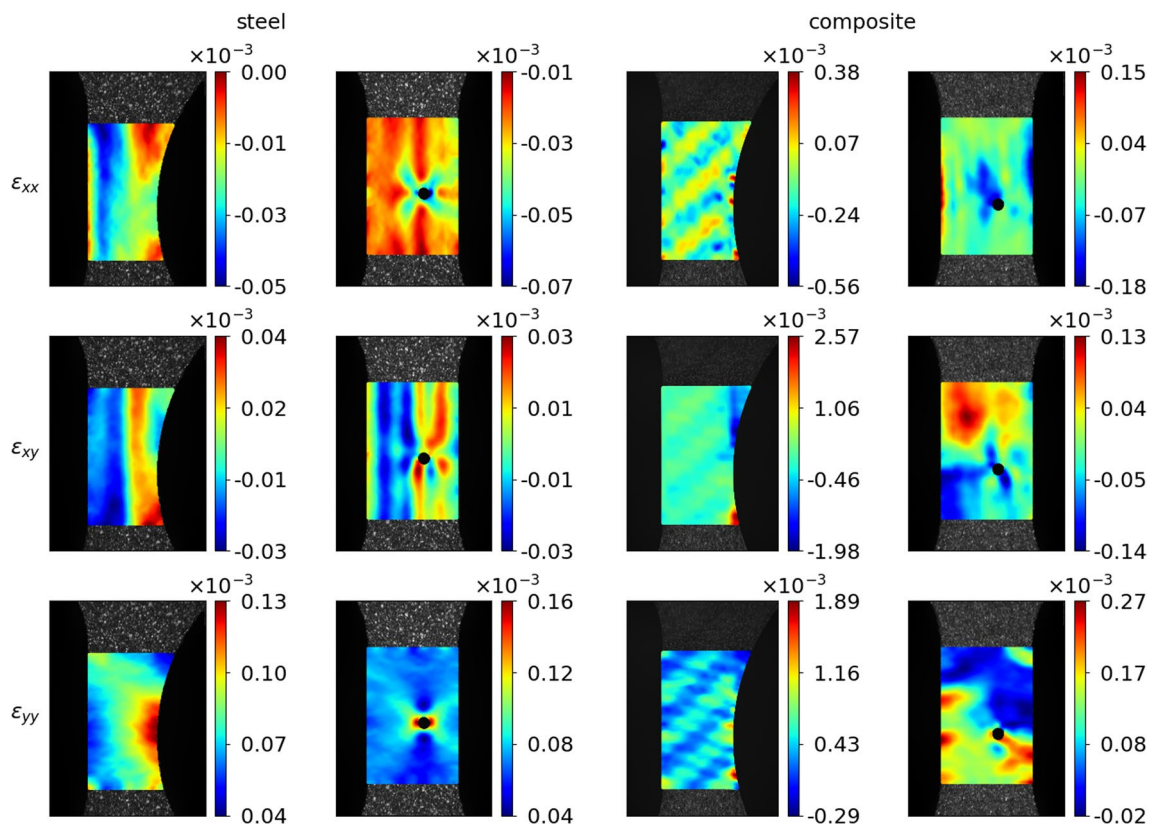 steel composite
×10⁻³ ×10⁻³ ×10⁻³ ×10⁻³
0.00 -0.01 0.38 0.15
-0.01 -0.03 0.07 0.04
εxx
-0.03 -0.05 -0.24 -0.07
-0.05 -0.07 -0.56 -0.18
×10⁻³ ×10⁻³ ×10⁻³ ×10⁻³
0.04 0.03 2.57 0.13
0.02 0.01 1.06 0.04
εxy
-0.01 -0.01 -0.46 -0.05
-0.03 -0.03 -1.98 -0.14
×10⁻³ ×10⁻³ ×10⁻³ ×10⁻³
0.13 0.16 1.89 0.27
0.10 0.12 1.16 0.17
εyy
0.07 0.08 0.43 0.08
0.04 0.04 -0.29 -0.02